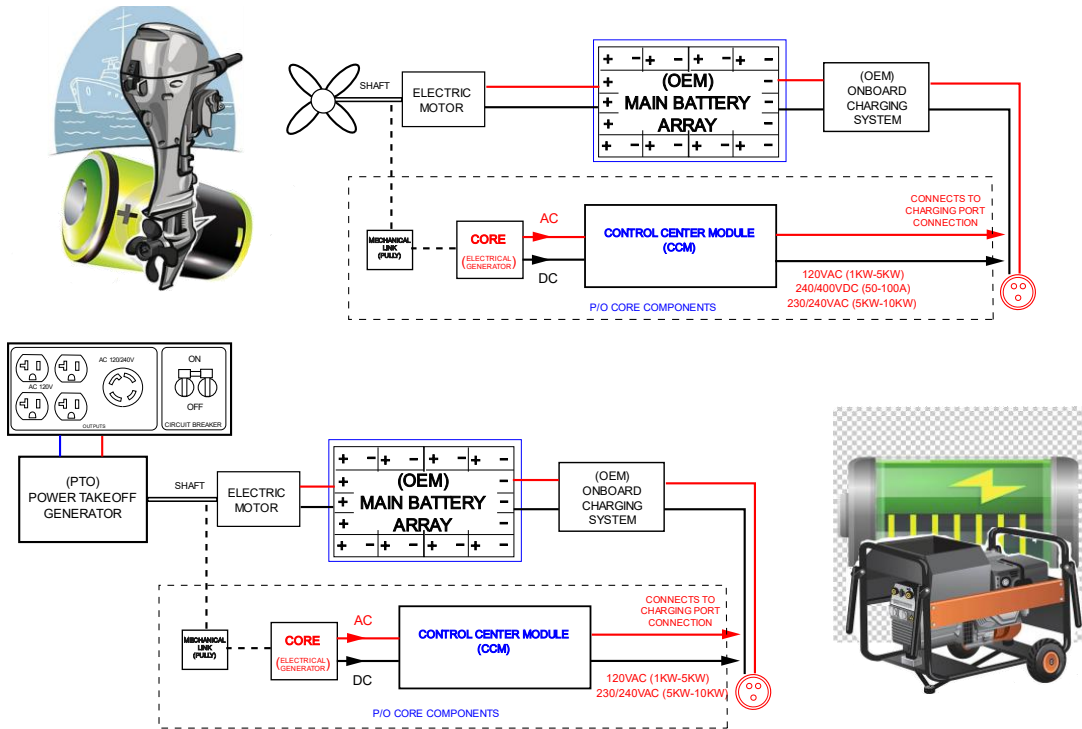 SHAFT
ELECTRIC
MOTOR
+ - + - + - + -
+ -
+ -
+ -
(OEM)
MAIN BATTERY
ARRAY
+ - + - + - + -
(OEM)
ONBOARD
CHARGING
SYSTEM
+
MECHANICAL
LINK
(PULLY)
CORE
(ELECTRICAL
GENERATOR)
AC
DC
CONTROL CENTER MODULE
(CCM)
CONNECTS TO
CHARGING PORT
CONNECTION
120VAC (1KW-5KW)
240/400VDC (50-100A)
230/240VAC (5KW-10KW)
P/O CORE COMPONENTS
AC 120/240V
AC 120V
OUTPUTS
ON
OFF
CIRCUIT BREAKER
(PTO)
POWER TAKEOFF
GENERATOR
SHAFT
ELECTRIC
MOTOR
+ - + - + - + -
+ -
+ -
+ -
(OEM)
MAIN BATTERY
ARRAY
+ - + - + - + -
(OEM)
ONBOARD
CHARGING
SYSTEM
MECHANICAL
LINK
(PULLY)
CORE
(ELECTRICAL
GENERATOR)
AC
DC
CONTROL CENTER MODULE
(CCM)
CONNECTS TO
CHARGING PORT
CONNECTION
120VAC (1KW-5KW)
230/240VAC (5KW-10KW)
P/O CORE COMPONENTS